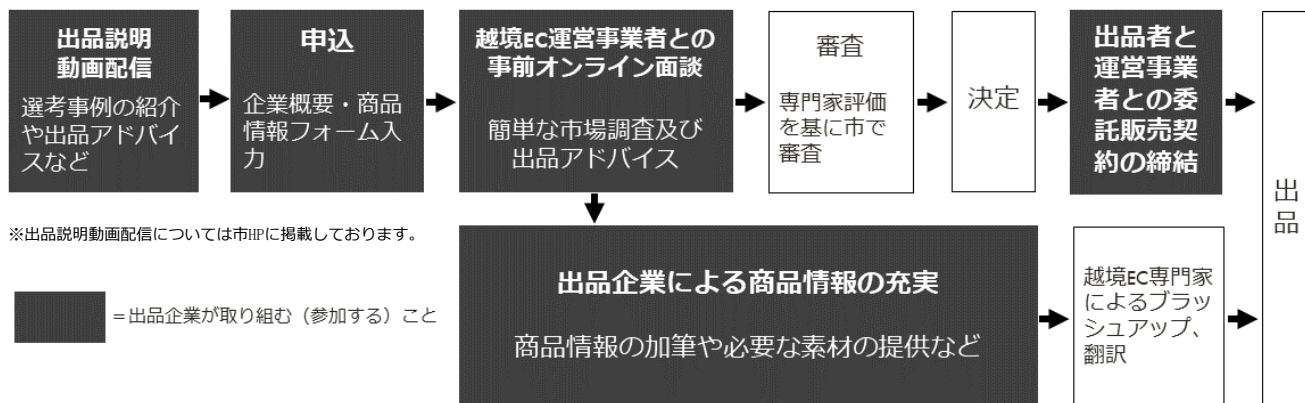 出品説明
動画配信
選考事例の紹介
や出品アドバイ
スなど
申込
企業概要・商品
情報フォーム入
力
越境EC運営事業者との
事前オンライン面談
簡単な市場調査及び
出品アドバイス
審査
専門家評価
を基に市で
審査
決定
出品者と
運営事業
者との委
託販売契
約の締結
出
品
※出品説明動画配信については市HPに掲載しております。
＝出品企業が取り組む（参加する）こと
出品企業による商品情報の充実
商品情報の加筆や必要な素材の提供など
越境EC専門家
によるブラッ
シュアップ、
翻訳